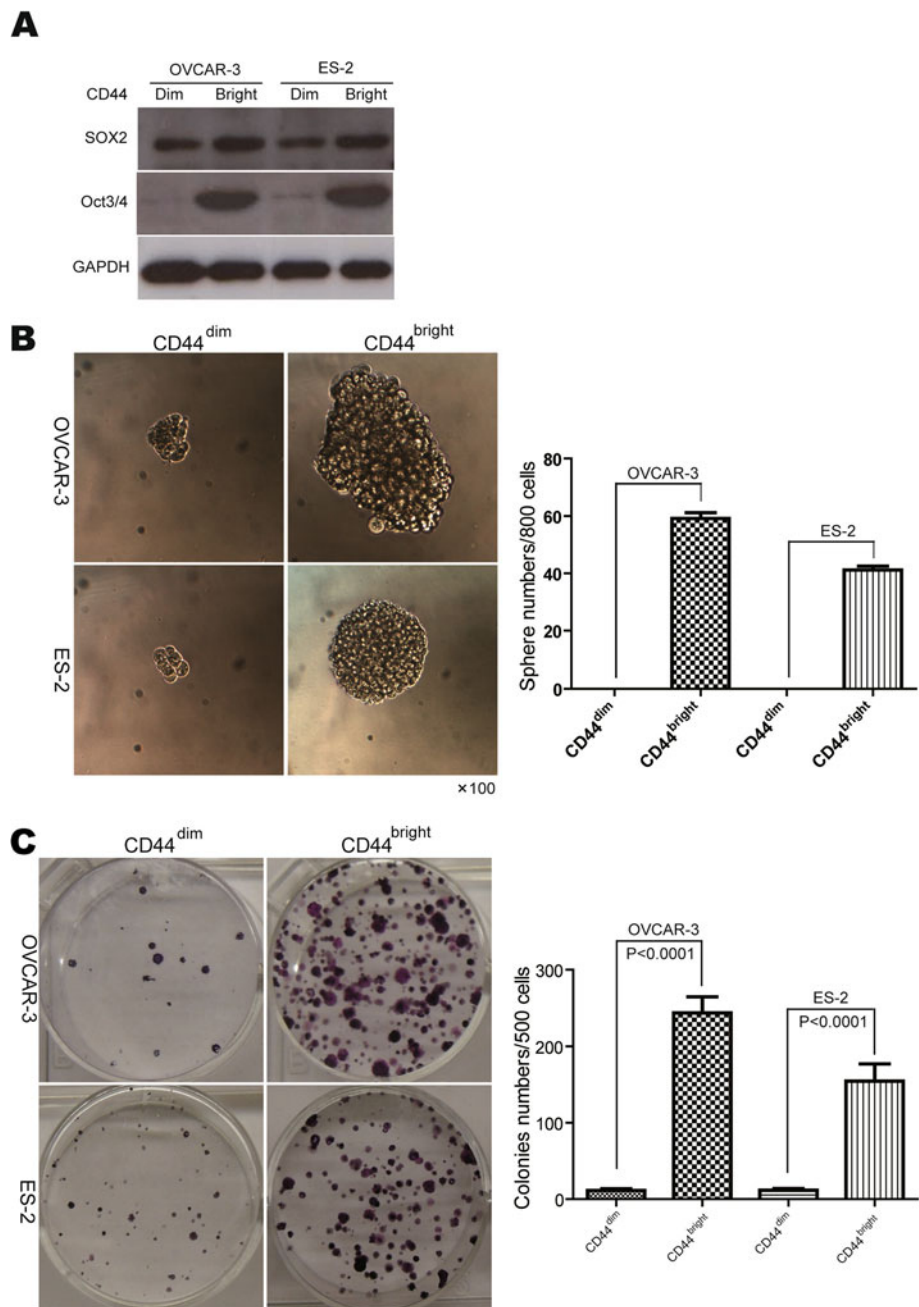 A
OVCAR-3 ES-2
CD44 Dim Bright Dim Bright
SOX2
Oct3/4
GAPDH
B
CD44dim CD44bright
OVCAR-3
ES-2
×100
Sphere numbers/800 cells
80
60
40
20
0
OVCAR-3
ES-2
CD44dim CD44bright CD44dim CD44bright
C
CD44dim CD44bright
OVCAR-3
ES-2
Colonies numbers/500 cells
300
200
100
0
OVCAR-3
P<0.0001
ES-2
P<0.0001
CD44dim CD44bright CD44dim CD44bright